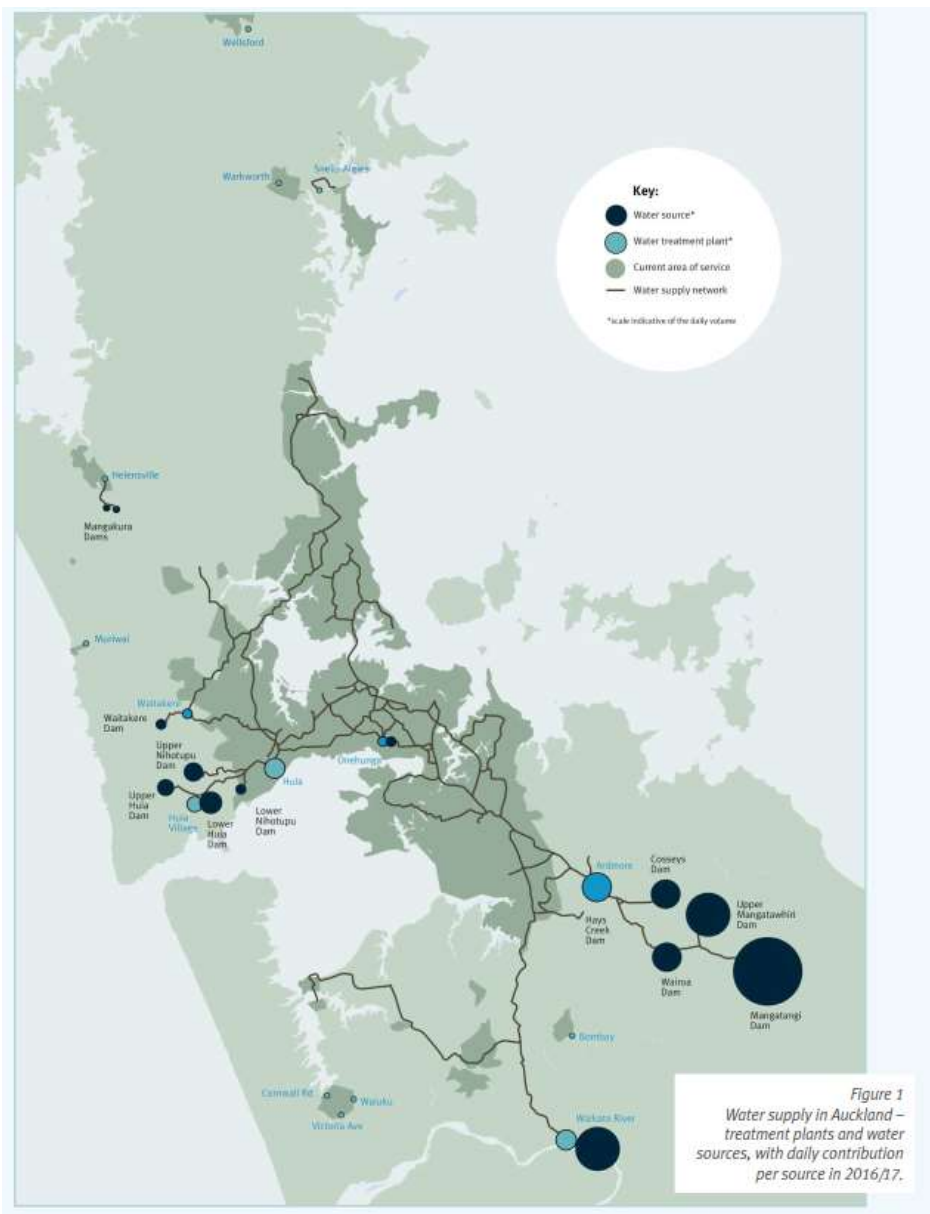 Wellsford
Warkworth
Snells-Algies
Key:
Water source*
Water treatment plant*
Current area of service
Water supply network
*scale indicative of the daily volume
Helensville
Mangakura
Dams
Muriwai
Waitakere
Waitakere
Dam
Upper
Nihotupu
Dam
Upper
Huia
Dam
Huia
Village
Lower
Huia
Dam
Huia
Lower
Nihotupu
Dam
Onehunga
Ardmore
Cosseys
Dam
Hays
Creek
Dam
Upper
Mangatawhiri
Dam
Wairoa
Dam
Mangatangi
Dam
Bombay
Cornwall Rd
Waiuku
Victoria Ave
Waikato River
Figure 1
Water supply in Auckland –
treatment plants and water
sources, with daily contribution
per source in 2016/17.